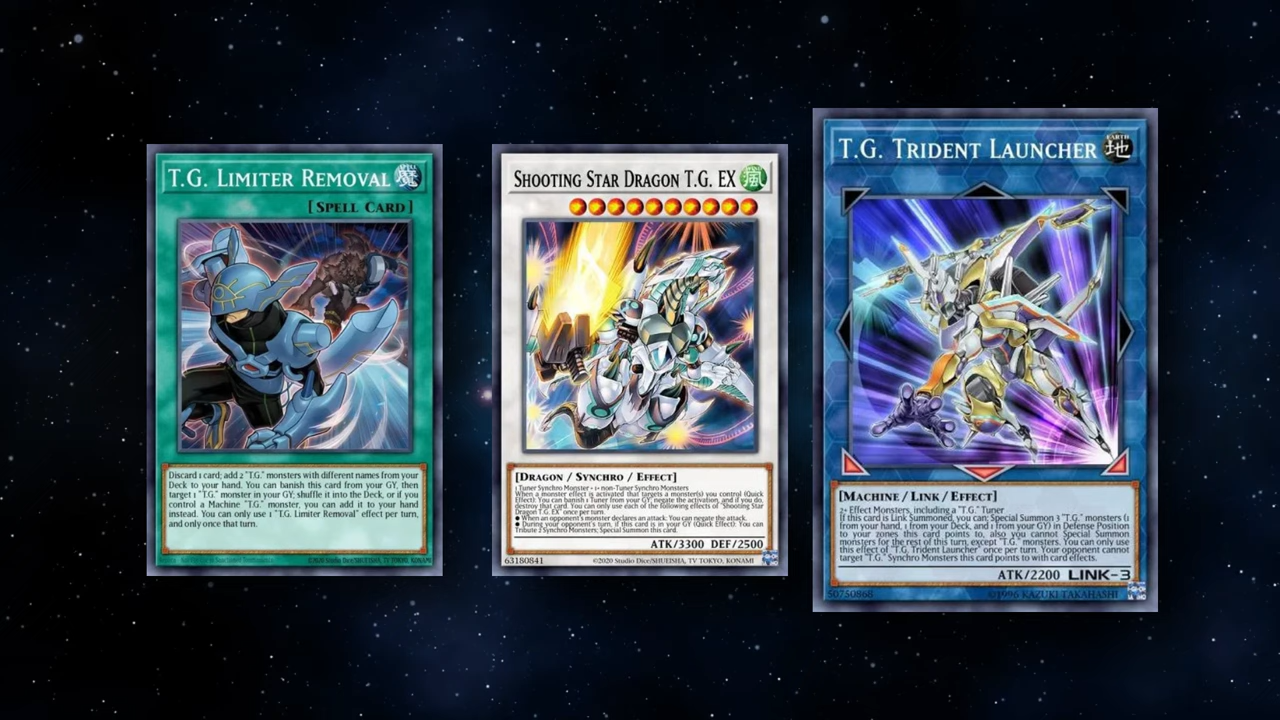 T.G. LIMITER REMOVAL
[ SPELL CARD ]
Discard 1 card; add 2 "T.G." monsters with different names from your
Deck to your hand. You can banish this card from your GY, then
target 1 "T.G." monster in your GY; shuffle it into the Deck, or if you
control a Machine "T.G." monster, you can add it to your hand
instead. You can only use 1 "T.G. Limiter Removal" effect per turn,
and only once that turn.
SHOOTING STAR DRAGON T.G. EX
風
[DRAGON / SYNCHRO / EFFECT]
1 Tuner Synchro Monster + 1+ non-Tuner Synchro Monsters
When a monster effect is activated that targets a monster(s) you control (Quick
Effect): You can banish 1 Tuner from your GY; negate the activation, and if you do,
destroy that card. You can only use each of the following effects of "Shooting Star
Dragon T.G. EX" once per turn.
● When an opponent's monster declares an attack: You can negate the attack.
● During your opponent's turn, if this card is in your GY (Quick Effect): You can
Tribute 2 Synchro Monsters; Special Summon this card.
ATK/3300 DEF/2500
63180841
©2020 Studio Dice/SHUEISHA, TV TOKYO, KONAMI
T.G. TRIDENT LAUNCHER
EARTH
地
[MACHINE / LINK / EFFECT]
2+ Effect Monsters, including a "T.G." Tuner
If this card is Link Summoned, you can: Special Summon 3 "T.G." monsters (1
from your hand, 1 from your Deck, and 1 from your GY) in Defense Position
to your zones this card points to, also you cannot Special Summon
monsters for the rest of this turn, except "T.G." monsters. You can only use
this effect of "T.G. Trident Launcher" once per turn. Your opponent cannot
target "T.G." Synchro Monsters this card points to with card effects.
ATK/2200 LINK-3
50750868
©1996 KAZUKI TAKAHASHI